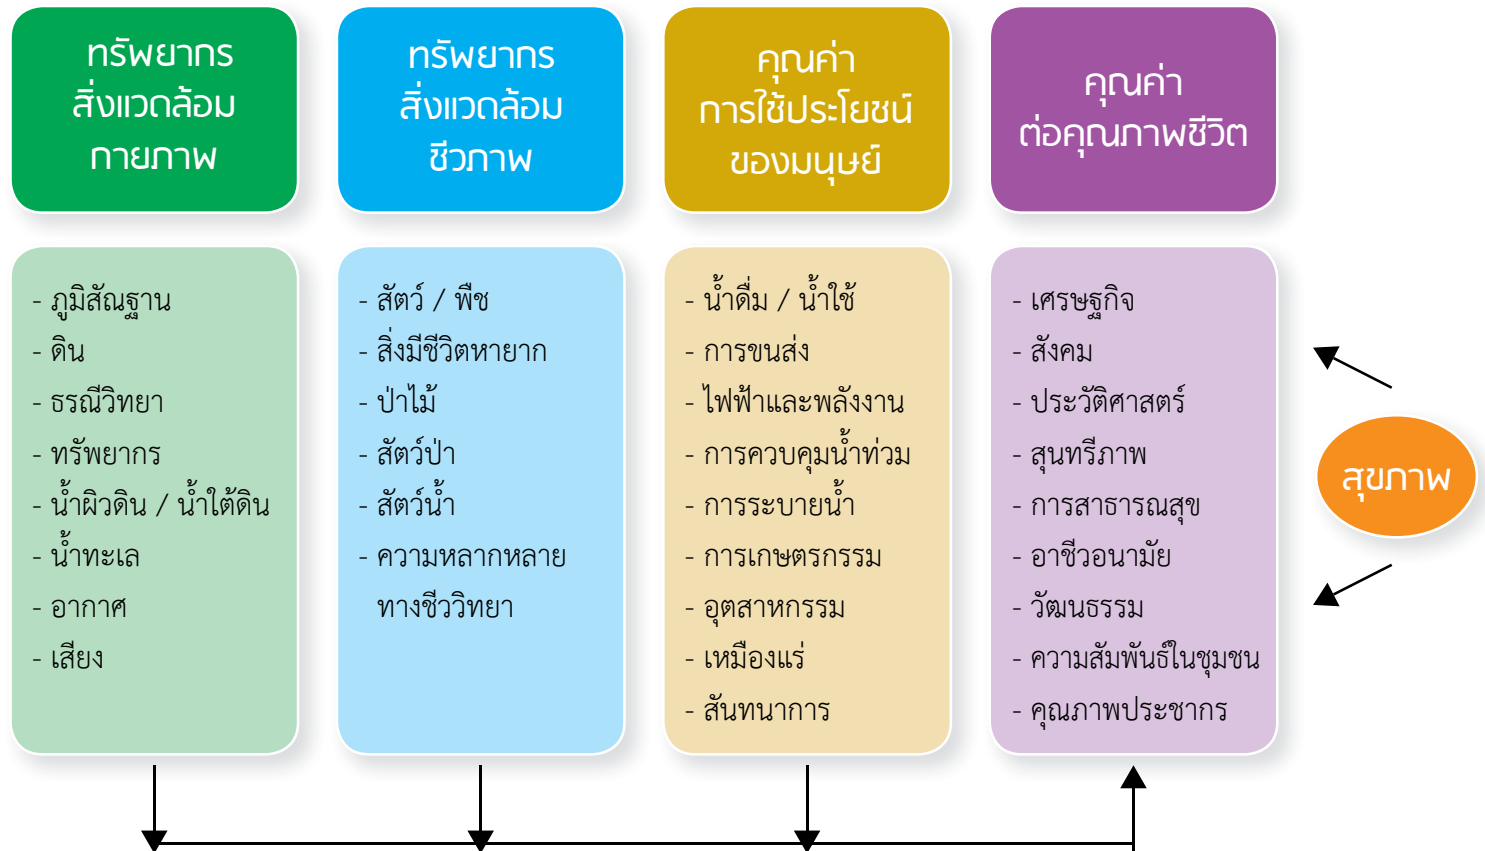 ทรัพยากร
สิ่งแวดล้อม
กายภาพ
ทรัพยากร
สิ่งแวดล้อม
ชีวภาพ
คุณค่า
การใช้ประโยชน์
ของมนุษย์
คุณค่า
ต่อคุณภาพชีวิต
- ภูมิสัณฐาน
- ดิน
- ธรณีวิทยา
- ทรัพยากร
- น้ำผิวดิน / น้ำใต้ดิน
- น้ำทะเล
- อากาศ
- เสียง
- สัตว์ / พืช
- สิ่งมีชีวิตหายาก
- ป่าไม้
- สัตว์ป่า
- สัตว์น้ำ
- ความหลากหลาย
ทางชีววิทยา
- น้ำดื่ม / น้ำใช้
- การขนส่ง
- ไฟฟ้าและพลังงาน
- การควบคุมน้ำท่วม
- การระบายน้ำ
- การเกษตรกรรม
- อุตสาหกรรม
- เหมืองแร่
- สันทนาการ
- เศรษฐกิจ
- สังคม
- ประวัติศาสตร์
- สุนทรีภาพ
- การสาธารณสุข
- อาชีวอนามัย
- วัฒนธรรม
- ความสัมพันธ์ในชุมชน
- คุณภาพประชากร
สุขภาพ